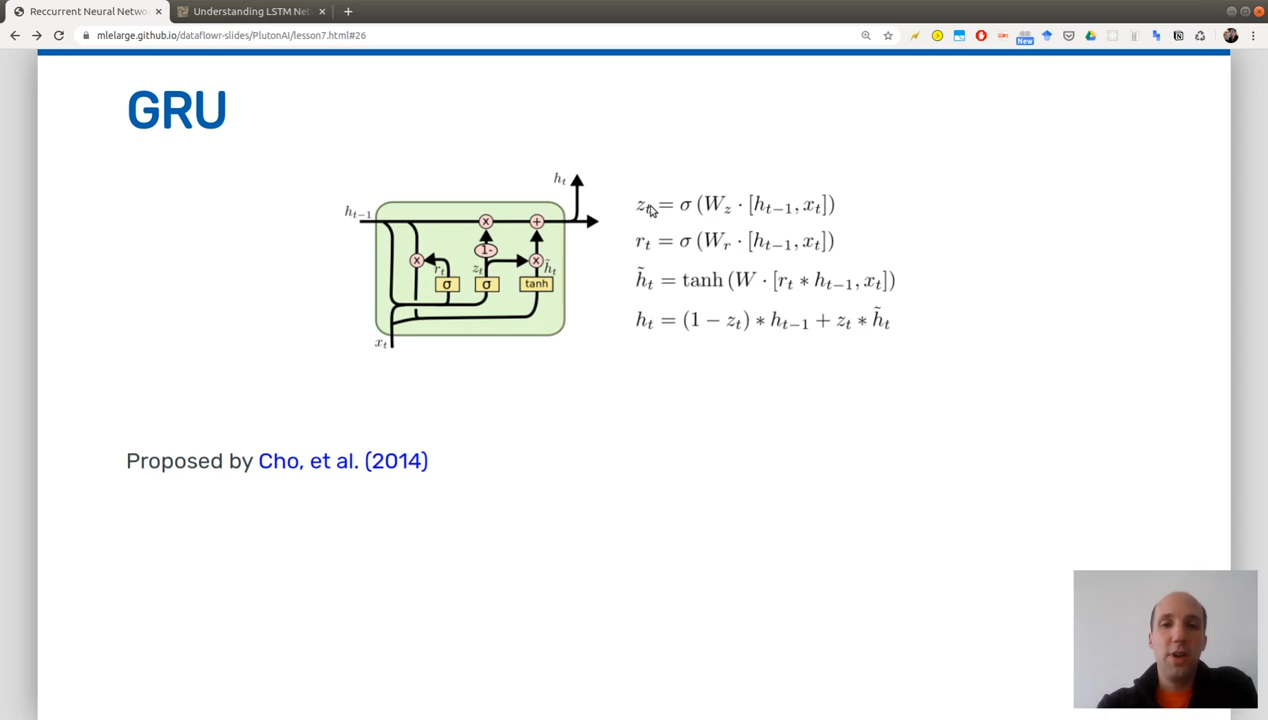 Reccurrent Neural Netwo
Understanding LSTM Net
mlelarge.github.io/dataflowr-slides/PlutonAI/lesson7.html#26
New
GRU
h_t
h_{t-1}
x + 
1-
x r_t z_t x h̃_t
σ σ tanh
x_t
z_t = σ (W_z · [h_{t-1}, x_t])
r_t = σ (W_r · [h_{t-1}, x_t])
h̃_t = tanh (W · [r_t * h_{t-1}, x_t])
h_t = (1 − z_t) * h_{t-1} + z_t * h̃_t
Proposed by Cho, et al. (2014)